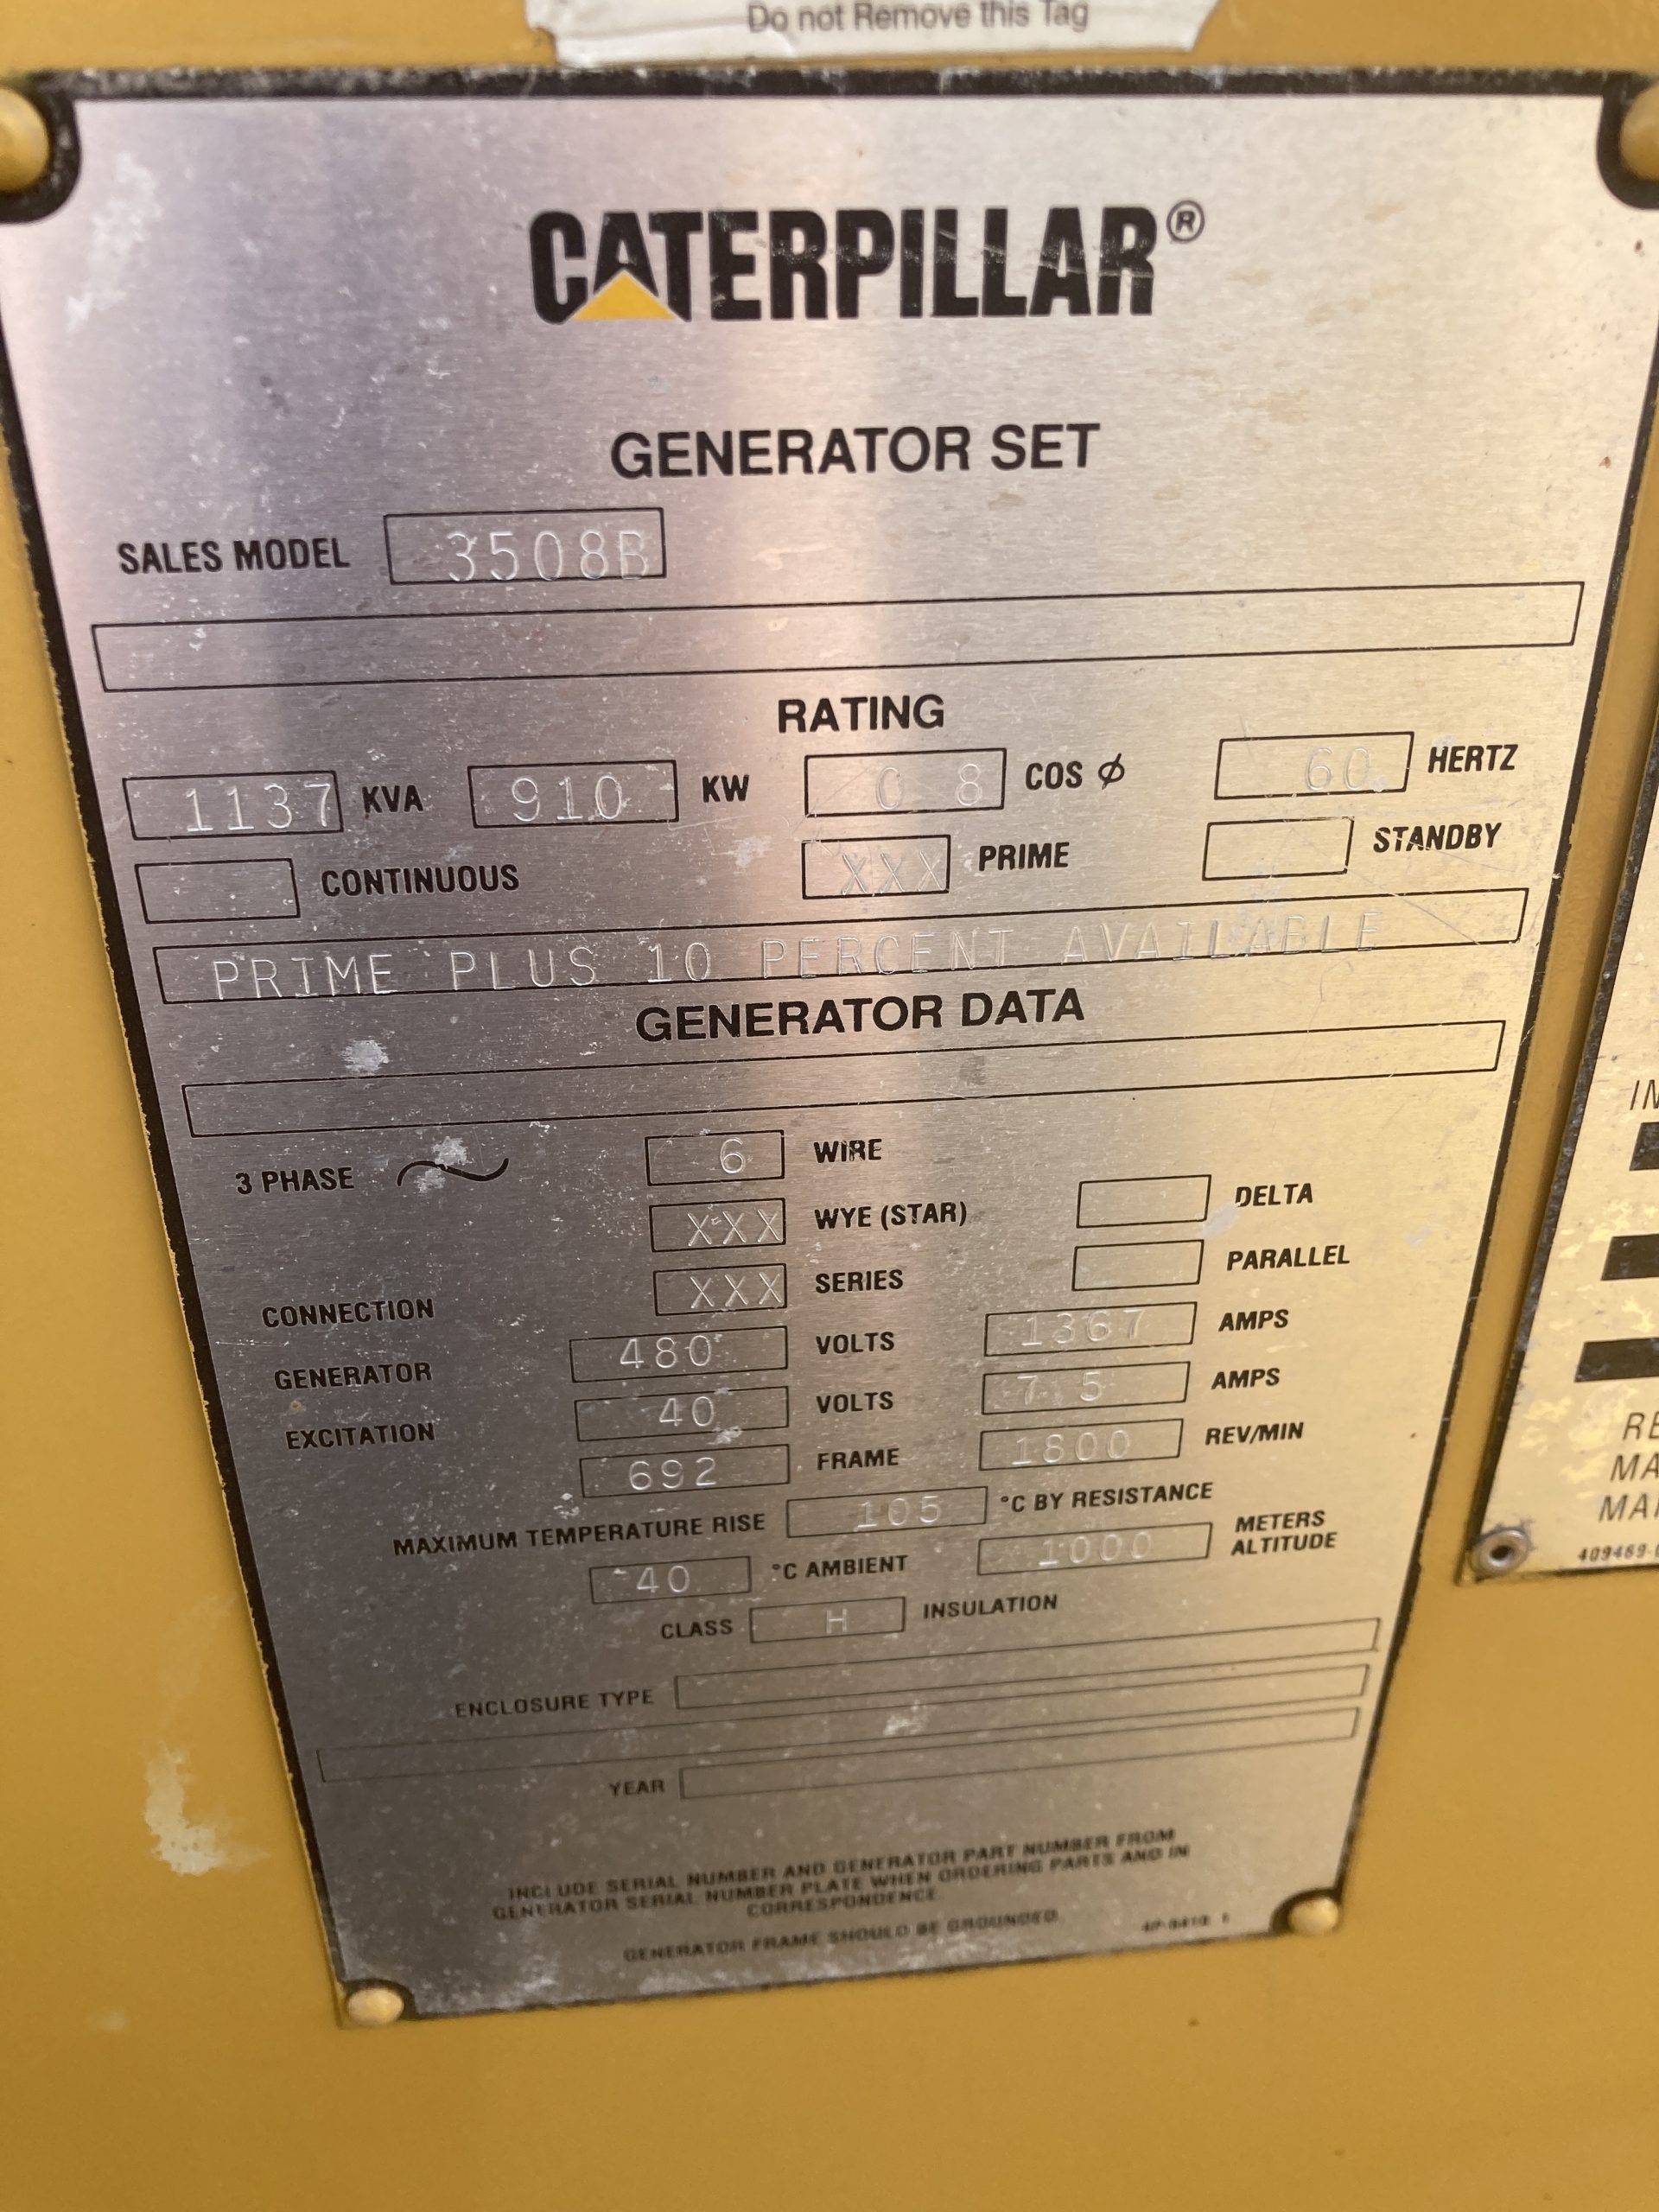 Do not Remove this Tag
CATERPILLAR®
GENERATOR SET
SALES MODEL 3508B
RATING
1137 KVA 910 KW 0 8 COS ϕ 60 HERTZ
CONTINUOUS XXX PRIME STANDBY
PRIME PLUS 10 PERCENT AVAILABLE
GENERATOR DATA
3 PHASE 6 WIRE
XXX WYE (STAR) DELTA
CONNECTION XXX SERIES PARALLEL
GENERATOR 480 VOLTS 1367 AMPS
EXCITATION 40 VOLTS 7.5 AMPS
692 FRAME 1800 REV/MIN
MAXIMUM TEMPERATURE RISE 105 °C BY RESISTANCE
40 °C AMBIENT 1000 METERS ALTITUDE
CLASS H INSULATION
ENCLOSURE TYPE
YEAR
INCLUDE SERIAL NUMBER AND GENERATOR PART NUMBER FROM
GENERATOR SERIAL NUMBER PLATE WHEN ORDERING PARTS AND IN
CORRESPONDENCE.
GENERATOR FRAME SHOULD BE GROUNDED.
IN
RE
MA
MA
409469-